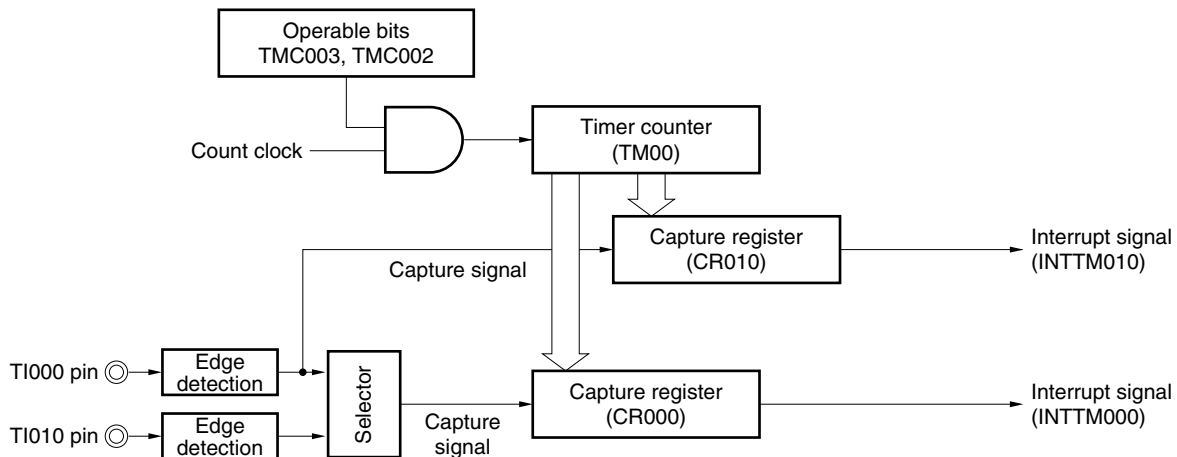 Operable bits
TMC003, TMC002
Count clock
Timer counter
(TM00)
Capture signal
Capture register
(CR010)
Interrupt signal
(INTTM010)
TI000 pin
Edge
detection
TI010 pin
Edge
detection
Selector
Capture
signal
Capture register
(CR000)
Interrupt signal
(INTTM000)